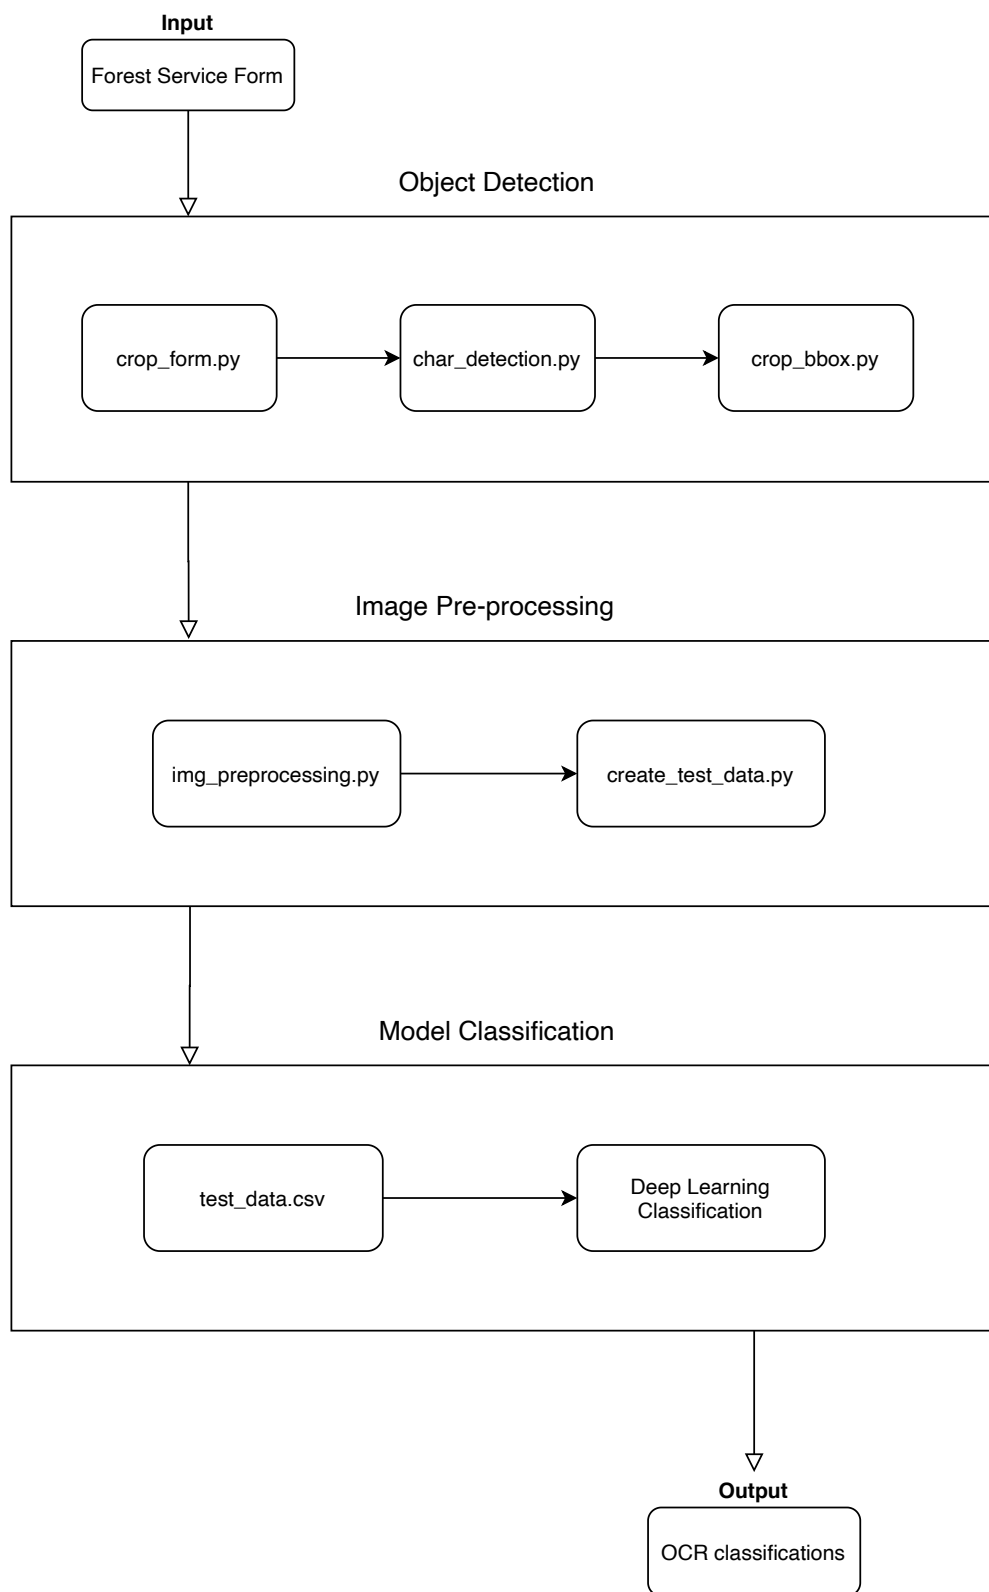 Input
Forest Service Form
Object Detection
crop_form.py
char_detection.py
crop_bbox.py
Image Pre-processing
img_preprocessing.py
create_test_data.py
Model Classification
test_data.csv
Deep Learning
Classification
Output
OCR classifications